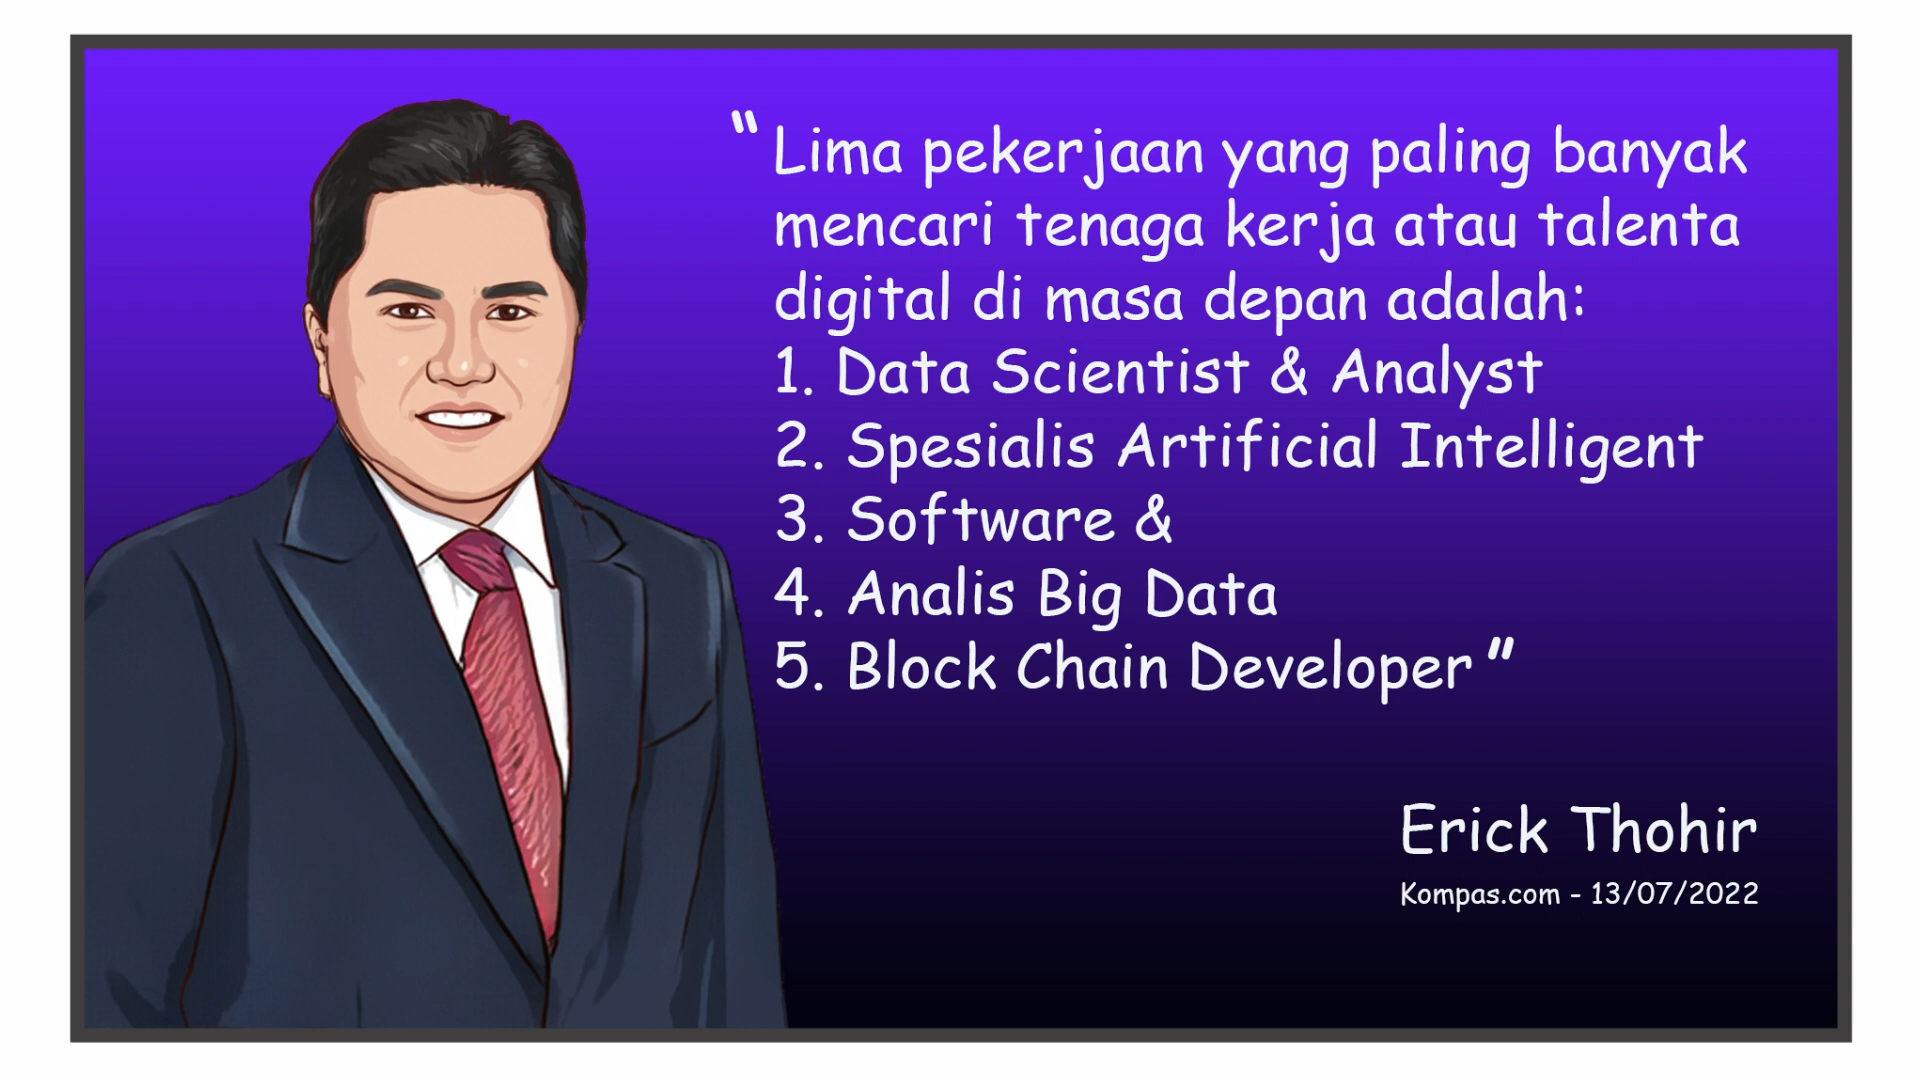 “Lima pekerjaan yang paling banyak
mencari tenaga kerja atau talenta
digital di masa depan adalah:
1. Data Scientist & Analyst
2. Spesialis Artificial Intelligent
3. Software &
4. Analis Big Data
5. Block Chain Developer”
Erick Thohir
Kompas.com - 13/07/2022